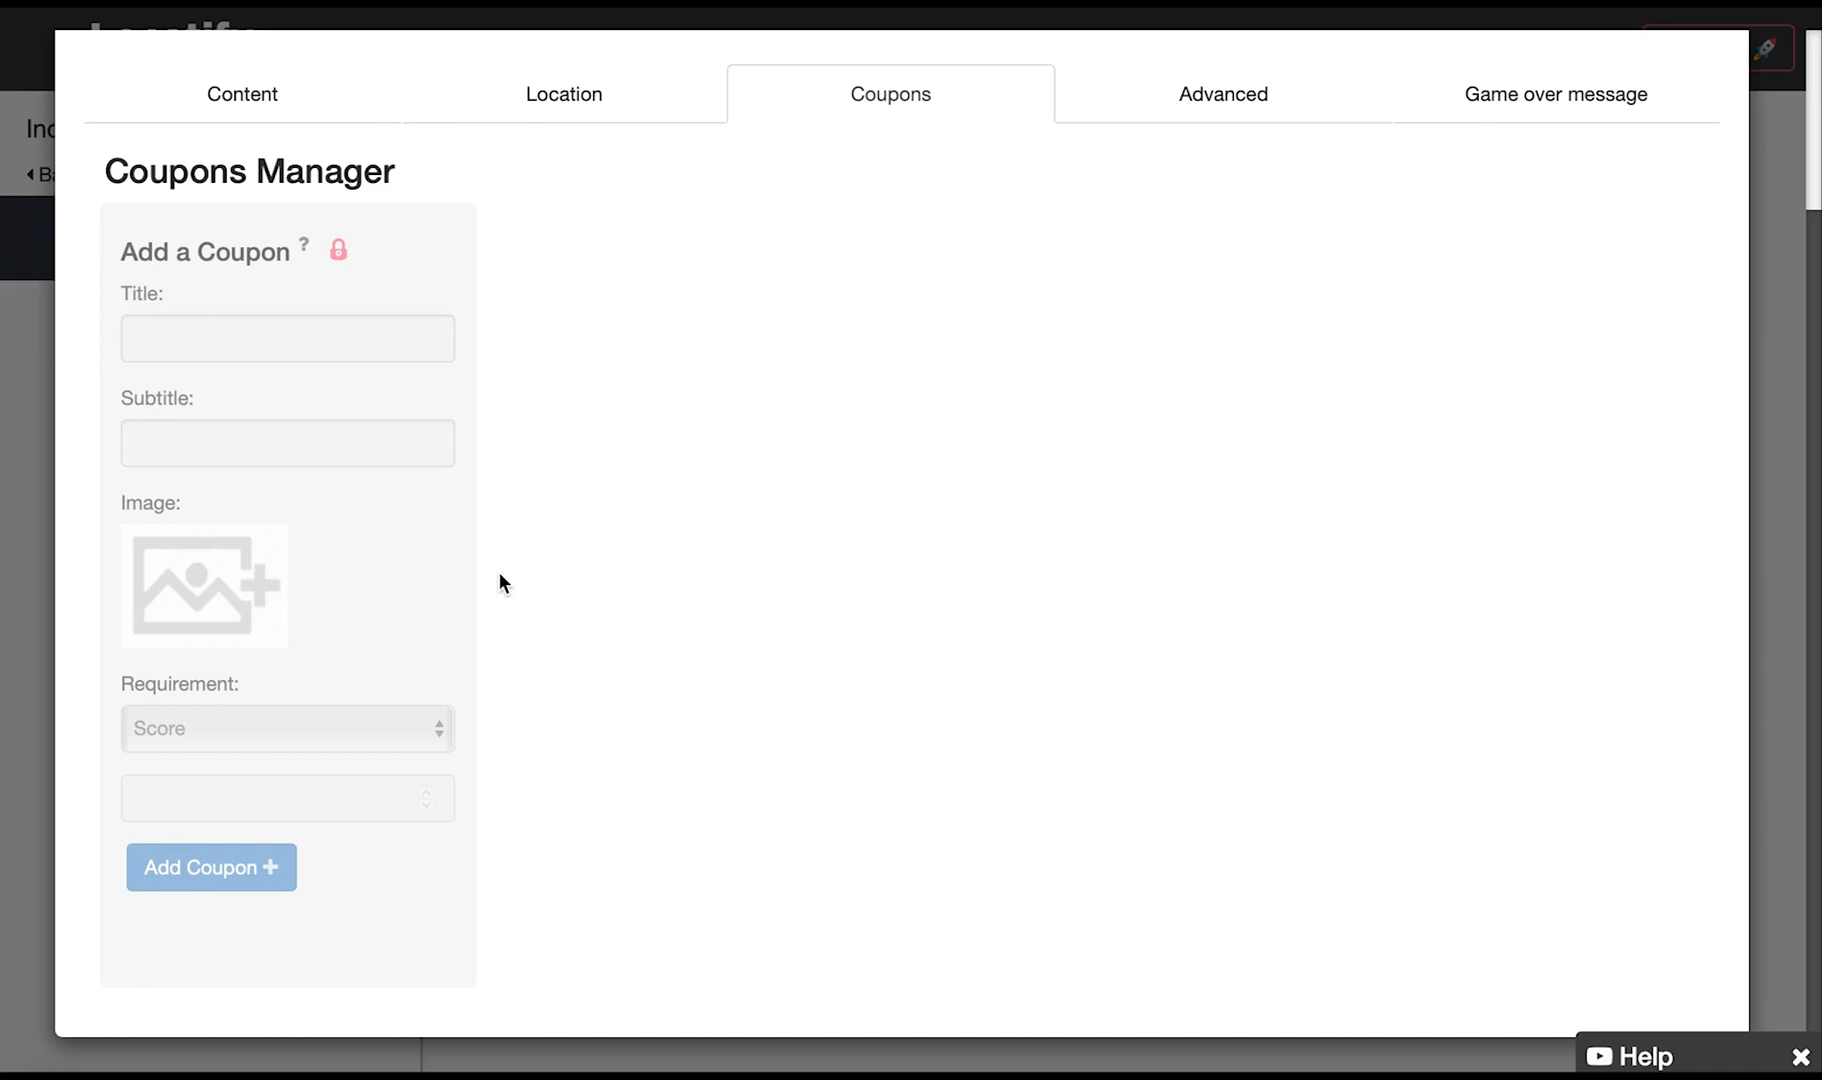 Content
Location
Coupons
Advanced
Game over message
Coupons Manager
Add a Coupon ?
Title:
Subtitle:
Image:
Requirement:
Score
Add Coupon +
Help